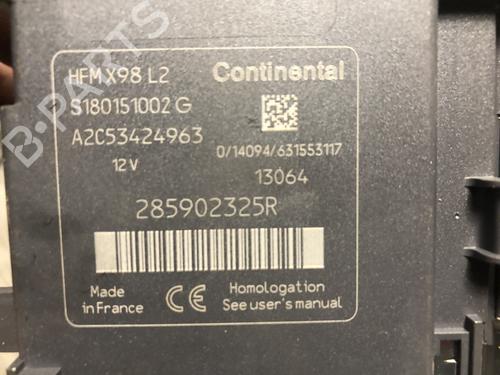 HFM X98 L2
Continental
S180151002 G
A2C53424963
12V
0/14094/631553117
13064
285902325R
Made in France
CE
Homologation
See user's manual
B-PARTS